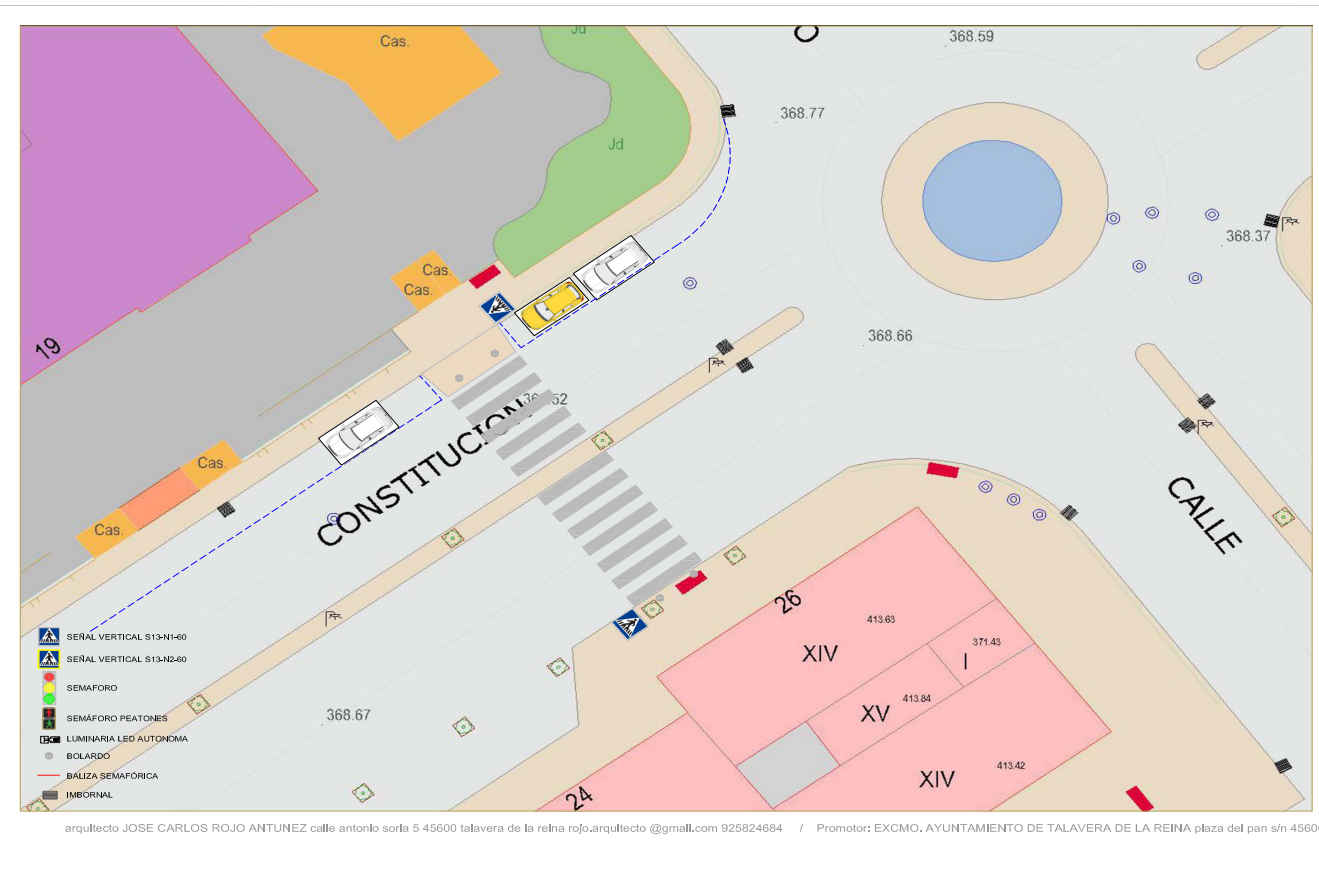 Cas.
Jd
368.59
368.77
Jd
368.37
Cas.
Cas.
368.66
19
CONSTITUCION
Cas.
Cas.
CALLE
26
413.63
XIV
371.43
I
XV
413.84
368.67
XIV
413.42
24
SEÑAL VERTICAL S13-N1-60
SEÑAL VERTICAL S13-N2-60
SEMAFORO
SEMÁFORO PEATONES
LUMINARIA LED AUTONOMA
BOLARDO
BALIZA SEMAFÓRICA
IMBORNAL
arquitecto JOSE CARLOS ROJO ANTUNEZ calle antonio soria 5 45600 talavera de la reina rojo.arquitecto @gmail.com 925824684 / Promotor: EXCMO. AYUNTAMIENTO DE TALAVERA DE LA REINA plaza del pan s/n 4560